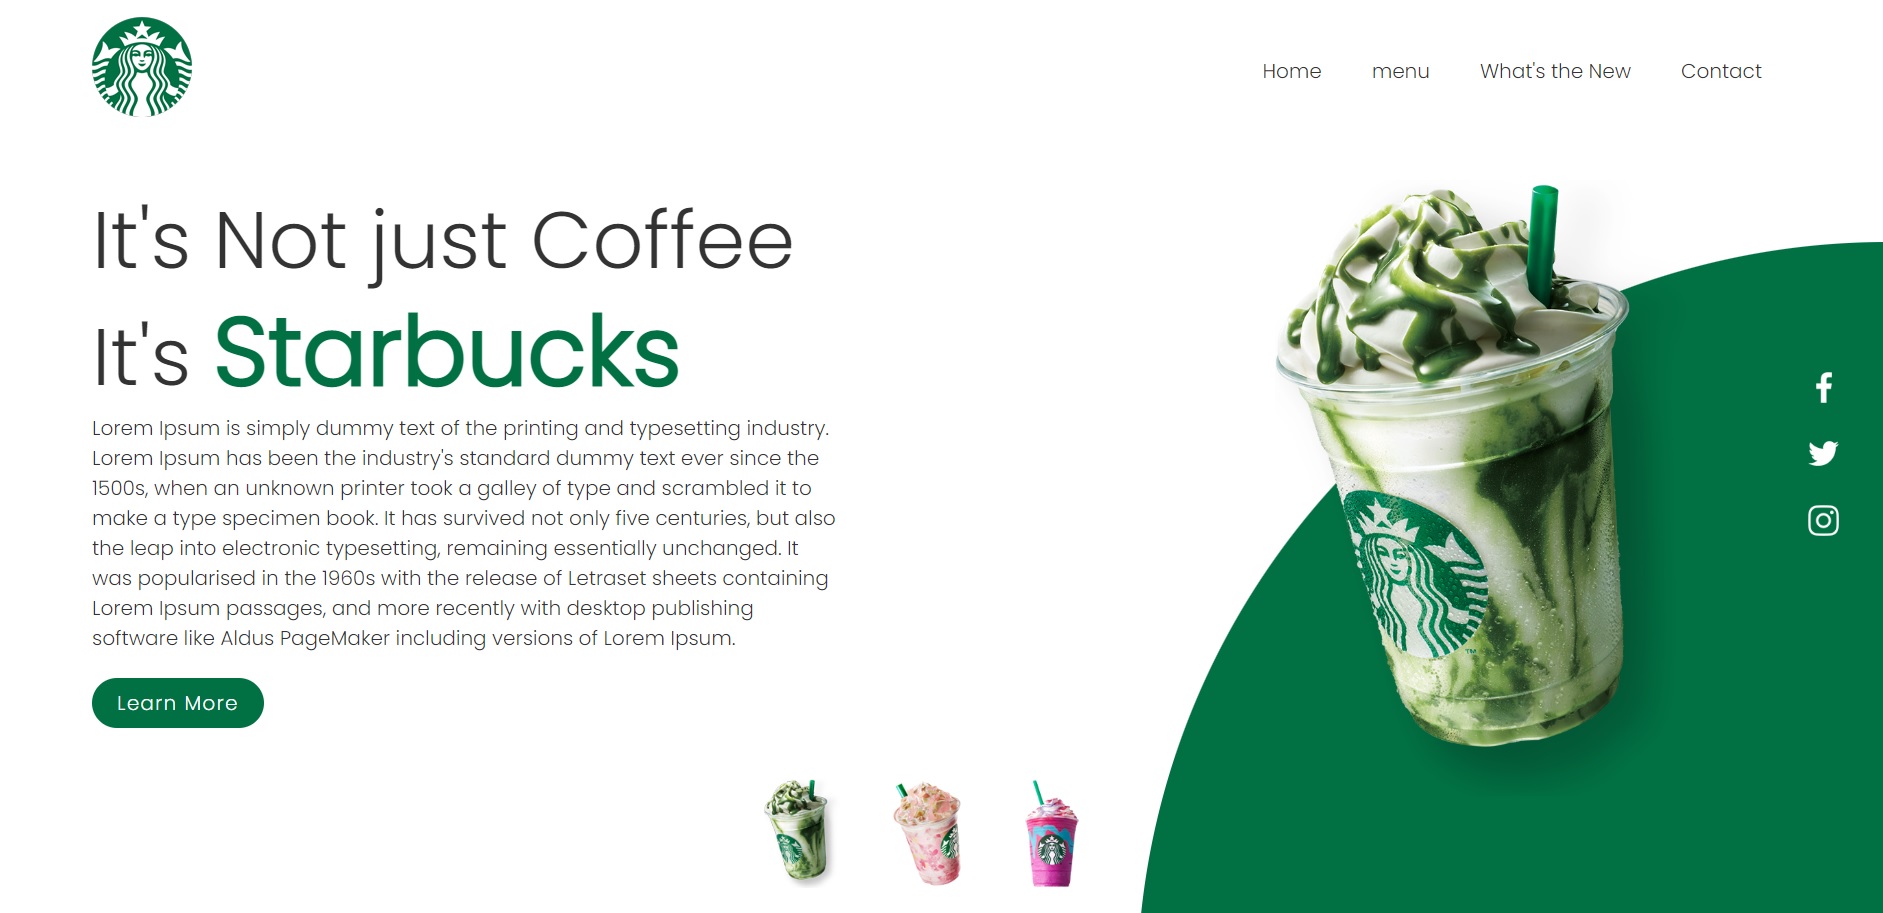 Home menu What's the New Contact
It's Not just Coffee
It's Starbucks
Lorem Ipsum is simply dummy text of the printing and typesetting industry.
Lorem Ipsum has been the industry's standard dummy text ever since the
1500s, when an unknown printer took a galley of type and scrambled it to
make a type specimen book. It has survived not only five centuries, but also
the leap into electronic typesetting, remaining essentially unchanged. It
was popularised in the 1960s with the release of Letraset sheets containing
Lorem Ipsum passages, and more recently with desktop publishing
software like Aldus PageMaker including versions of Lorem Ipsum.
Learn More
TM